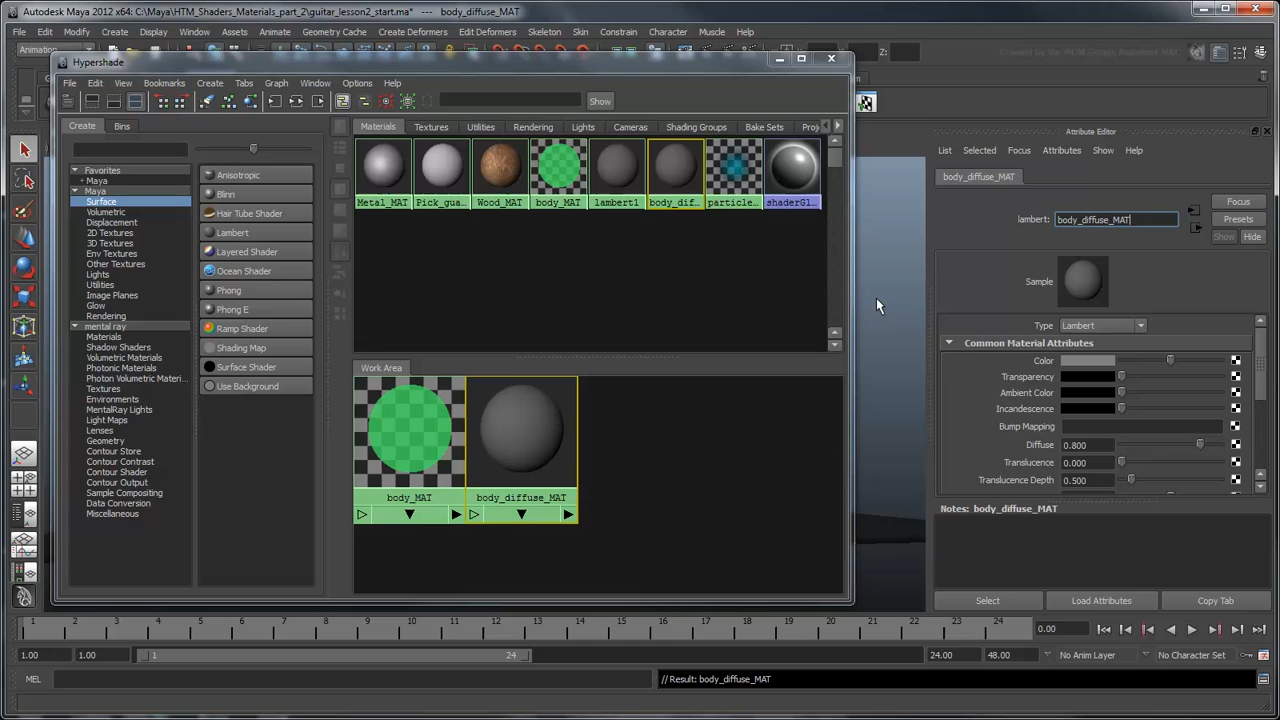 Autodesk Maya 2012 x64: C:\Maya\HTM_Shaders_Materials_part_2\guitar_lesson2_start.ma* --- body_diffuse_MAT
File Edit Modify Create Display Window Assets Animate Geometry Cache Create Deformers Edit Deformers Skeleton Skin Constrain Character Muscle Help
Animation
Z:
Hypershade
File Edit View Bookmarks Create Tabs Graph Window Options Help
Show
Create Bins
Materials Textures Utilities Rendering Lights Cameras Shading Groups Bake Sets Proj
Metal_MAT Pick_gua... Wood_MAT body_MAT lambert1 body_dif... particle... shaderGl...
Favorites
+ Maya
Maya
Surface
Volumetric
Displacement
2D Textures
3D Textures
Env Textures
Other Textures
Lights
Utilities
Image Planes
Glow
Rendering
mental ray
Materials
Shadow Shaders
Volumetric Materials
Photonic Materials
Photon Volumetric Materi...
Textures
Environments
MentalRay Lights
Light Maps
Lenses
Geometry
Contour Store
Contour Contrast
Contour Shader
Contour Output
Sample Compositing
Data Conversion
Miscellaneous
Anisotropic
Blinn
Hair Tube Shader
Lambert
Layered Shader
Ocean Shader
Phong
Phong E
Ramp Shader
Shading Map
Surface Shader
Use Background
Work Area
body_MAT body_diffuse_MAT
Attribute Editor
List Selected Focus Attributes Show Help
body_diffuse_MAT
lambert: body_diffuse_MAT
Focus
Presets
Show Hide
Sample
Type Lambert
Common Material Attributes
Color
Transparency
Ambient Color
Incandescence
Bump Mapping
Diffuse 0.800
Translucence 0.000
Translucence Depth 0.500
Notes: body_diffuse_MAT
Select Load Attributes Copy Tab
1 2 3 4 5 6 7 8 9 10 11 12 13 14 15 16 17 18 19 20 21 22 23 24
0.00
1.00 1.00 1 24 24.00 48.00 No Anim Layer No Character Set
MEL // Result: body_diffuse_MAT